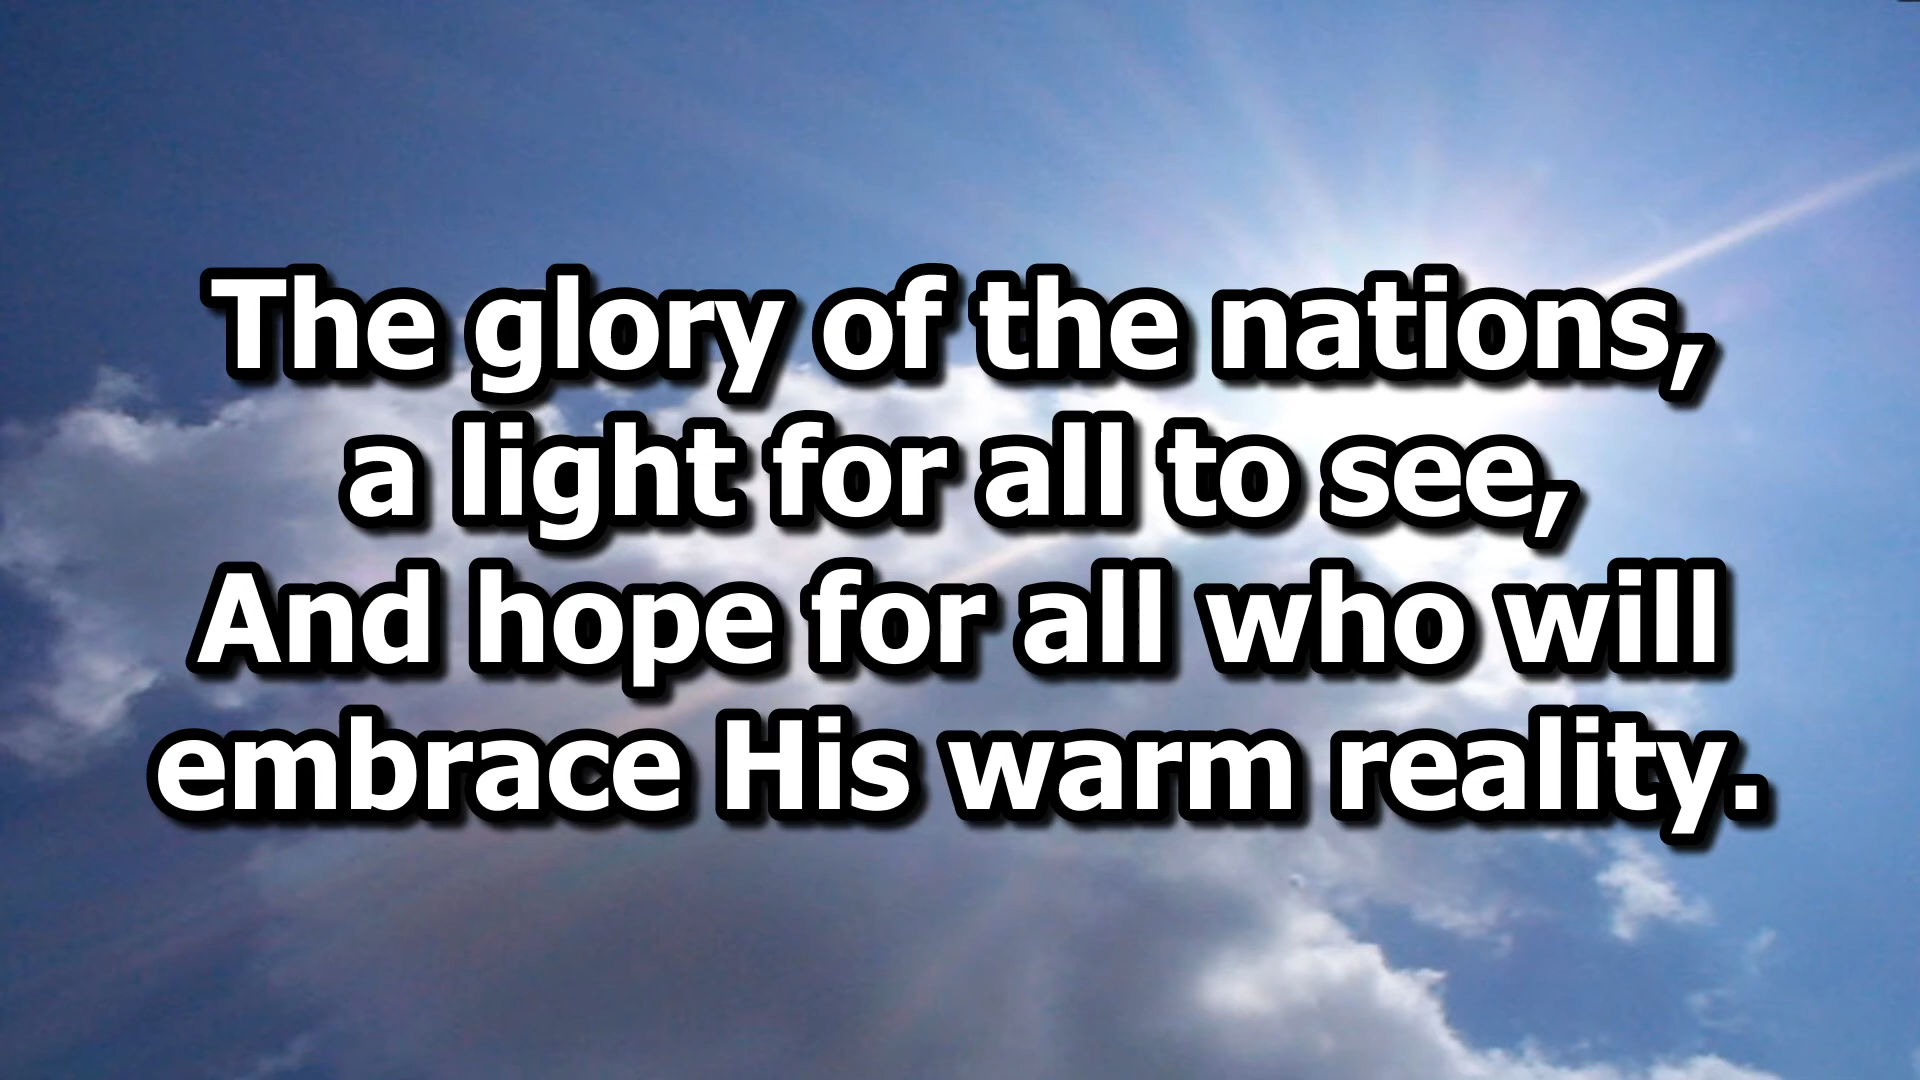 The glory of the nations,
a light for all to see,
And hope for all who will
embrace His warm reality.